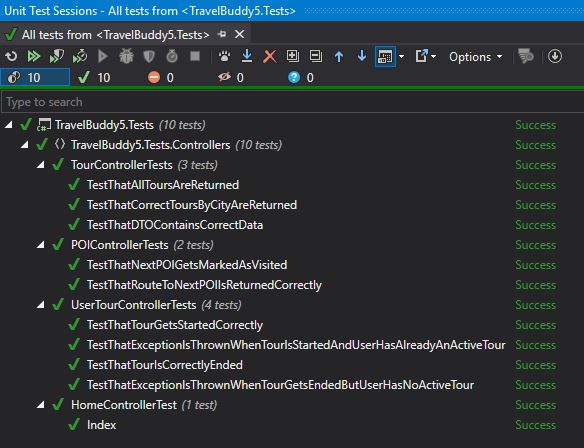 Unit Test Sessions - All tests from <TravelBuddy5.Tests>
All tests from <TravelBuddy5.Tests>
Options
10 10 0 0 0
Type to search
TravelBuddy5.Tests (10 tests) Success
TravelBuddy5.Tests.Controllers (10 tests) Success
TourControllerTests (3 tests) Success
TestThatAllToursAreReturned Success
TestThatCorrectToursByCityAreReturned Success
TestThatDTOContainsCorrectData Success
POIControllerTests (2 tests) Success
TestThatNextPOIGetsMarkedAsVisited Success
TestThatRouteToNextPOIIsReturnedCorrectly Success
UserTourControllerTests (4 tests) Success
TestThatTourGetsStartedCorrectly Success
TestThatExceptionIsThrownWhenTourIsStartedAndUserHasAlreadyAnActiveTour Success
TestThatTourIsCorrectlyEnded Success
TestThatExceptionIsThrownWhenTourGetsEndedButUserHasNoActiveTour Success
HomeControllerTest (1 test) Success
Index Success